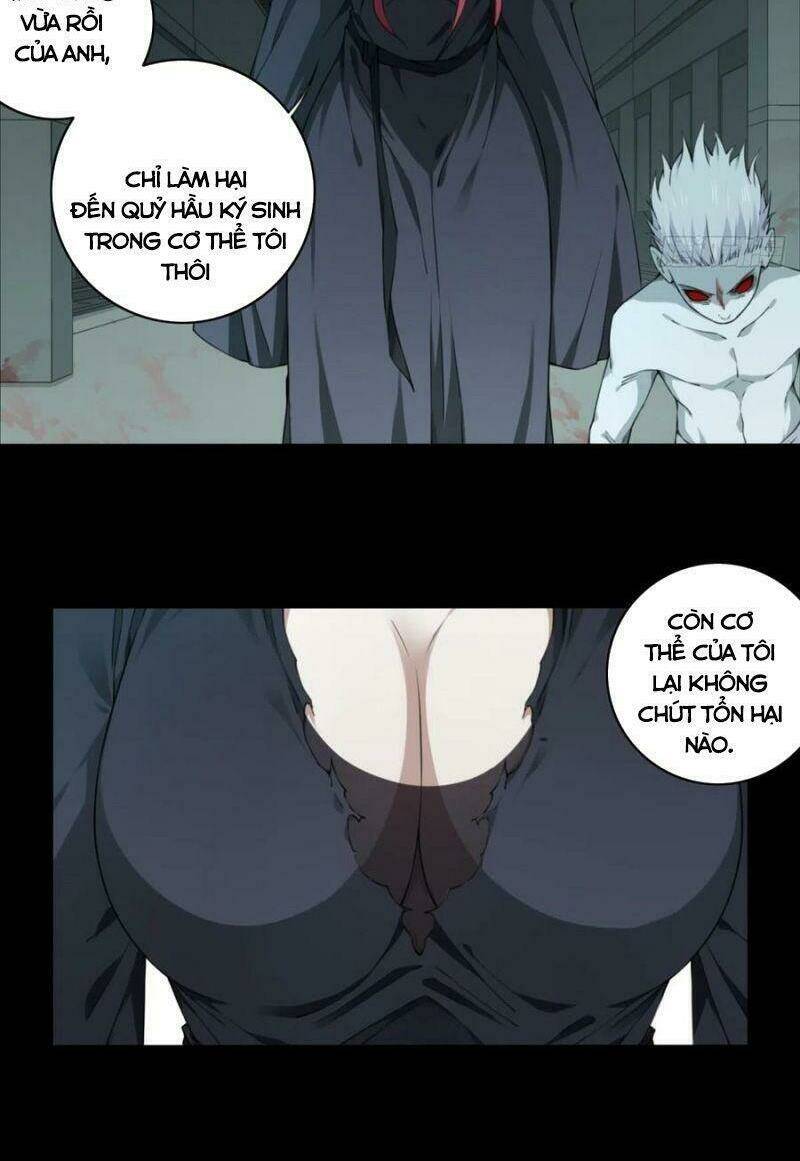 VỪA RỒI
CỦA ANH,
CHỈ LÀM HẠI
ĐẾN QUỶ HẦU KÝ SINH
TRONG CƠ THỂ TÔI
THÔI
CÒN CƠ
THỂ CỦA TÔI
LẠI KHÔNG
CHÚT TỔN HẠI
NÀO.